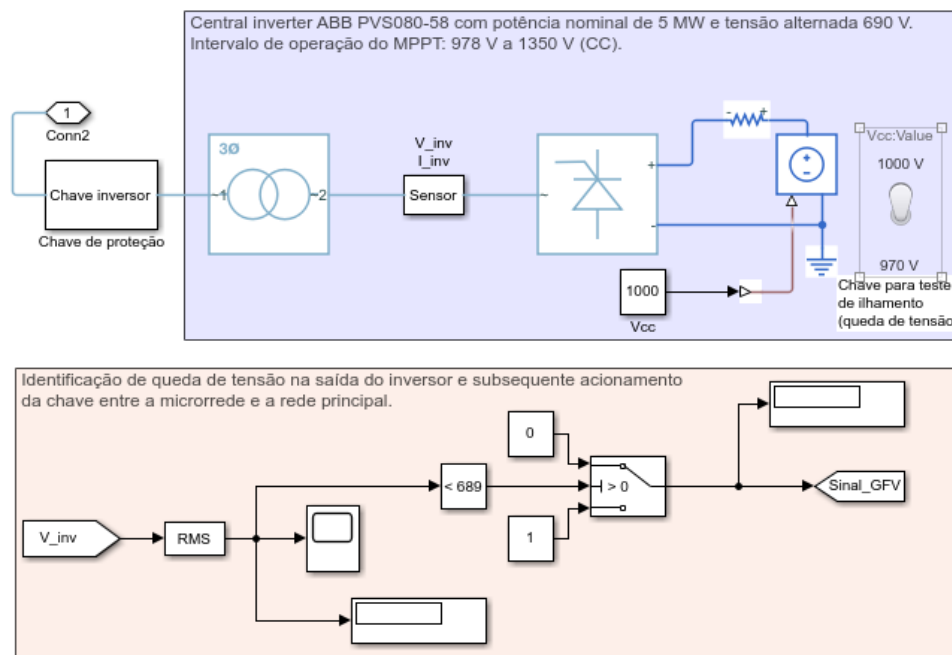 Central inverter ABB PVS080-58 com potência nominal de 5 MW e tensão alternada 690 V.
Intervalo de operação do MPPT: 978 V a 1350 V (CC).
1
Conn2
Chave inversor
Chave de proteção
3Ø
~1
~2
V_inv
I_inv
Sensor
~
+
-
-
+
+
-
1000
Vcc
Vcc:Value
1000 V
970 V
Chave para teste
de ilhamento
(queda de tensão
Identificação de queda de tensão na saída do inversor e subsequente acionamento
da chave entre a microrrede e a rede principal.
V_inv
RMS
< 689
0
1
> 0
Sinal_GFV